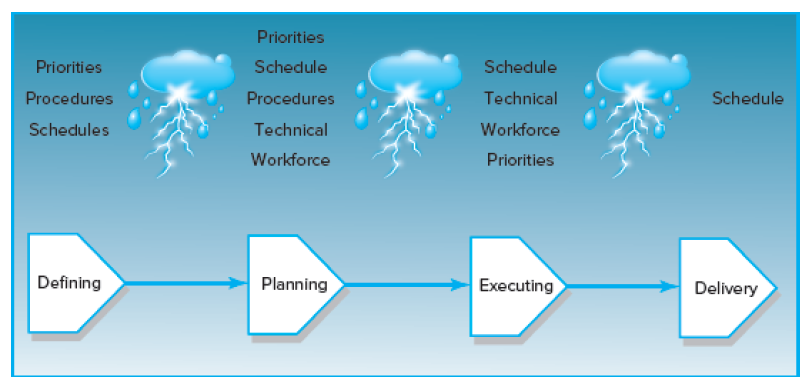 Priorities
Procedures
Schedules
Priorities
Schedule
Procedures
Technical
Workforce
Schedule
Technical
Workforce
Priorities
Schedule
Defining
Planning
Executing
Delivery